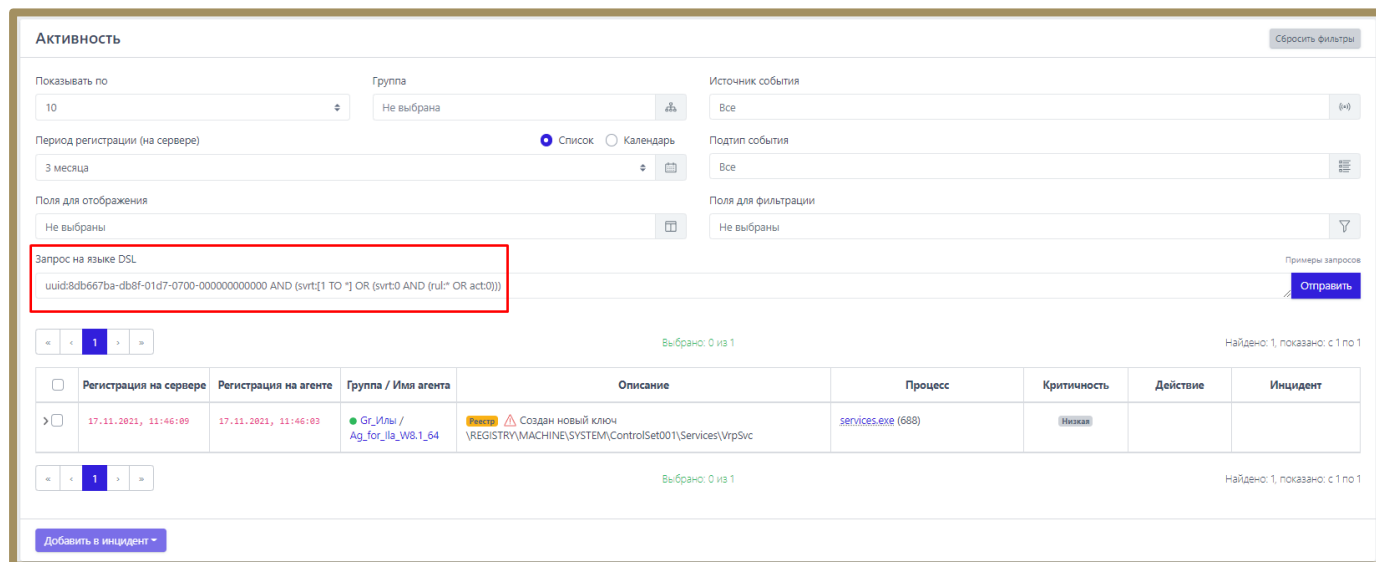 Активность
Сбросить фильтры
Показывать по
Группа
Источник события
10
Не выбрана
Все
Период регистрации (на сервере)
Список
Календарь
Подтип события
3 месяца
Все
Поля для отображения
Поля для фильтрации
Не выбраны
Не выбраны
Запрос на языке DSL
Примеры запросов
uuid:8db667ba-db8f-01d7-0700-000000000000 AND (svrt:[1 TO *] OR (svrt:0 AND (rul:* OR act:0)))
Отправить
« ‹ 1 › »
Выбрано: 0 из 1
Найдено: 1, показано: с 1 по 1
Регистрация на сервере
Регистрация на агенте
Группа / Имя агента
Описание
Процесс
Критичность
Действие
Инцидент
17.11.2021, 11:46:09
17.11.2021, 11:46:03
Gr_Илы /
Ag_for_Ila_W8.1_64
Реестр Создан новый ключ
\REGISTRY\MACHINE\SYSTEM\ControlSet001\Services\VrpSvc
services.exe (688)
Низкая
« ‹ 1 › »
Выбрано: 0 из 1
Найдено: 1, показано: с 1 по 1
Добавить в инцидент